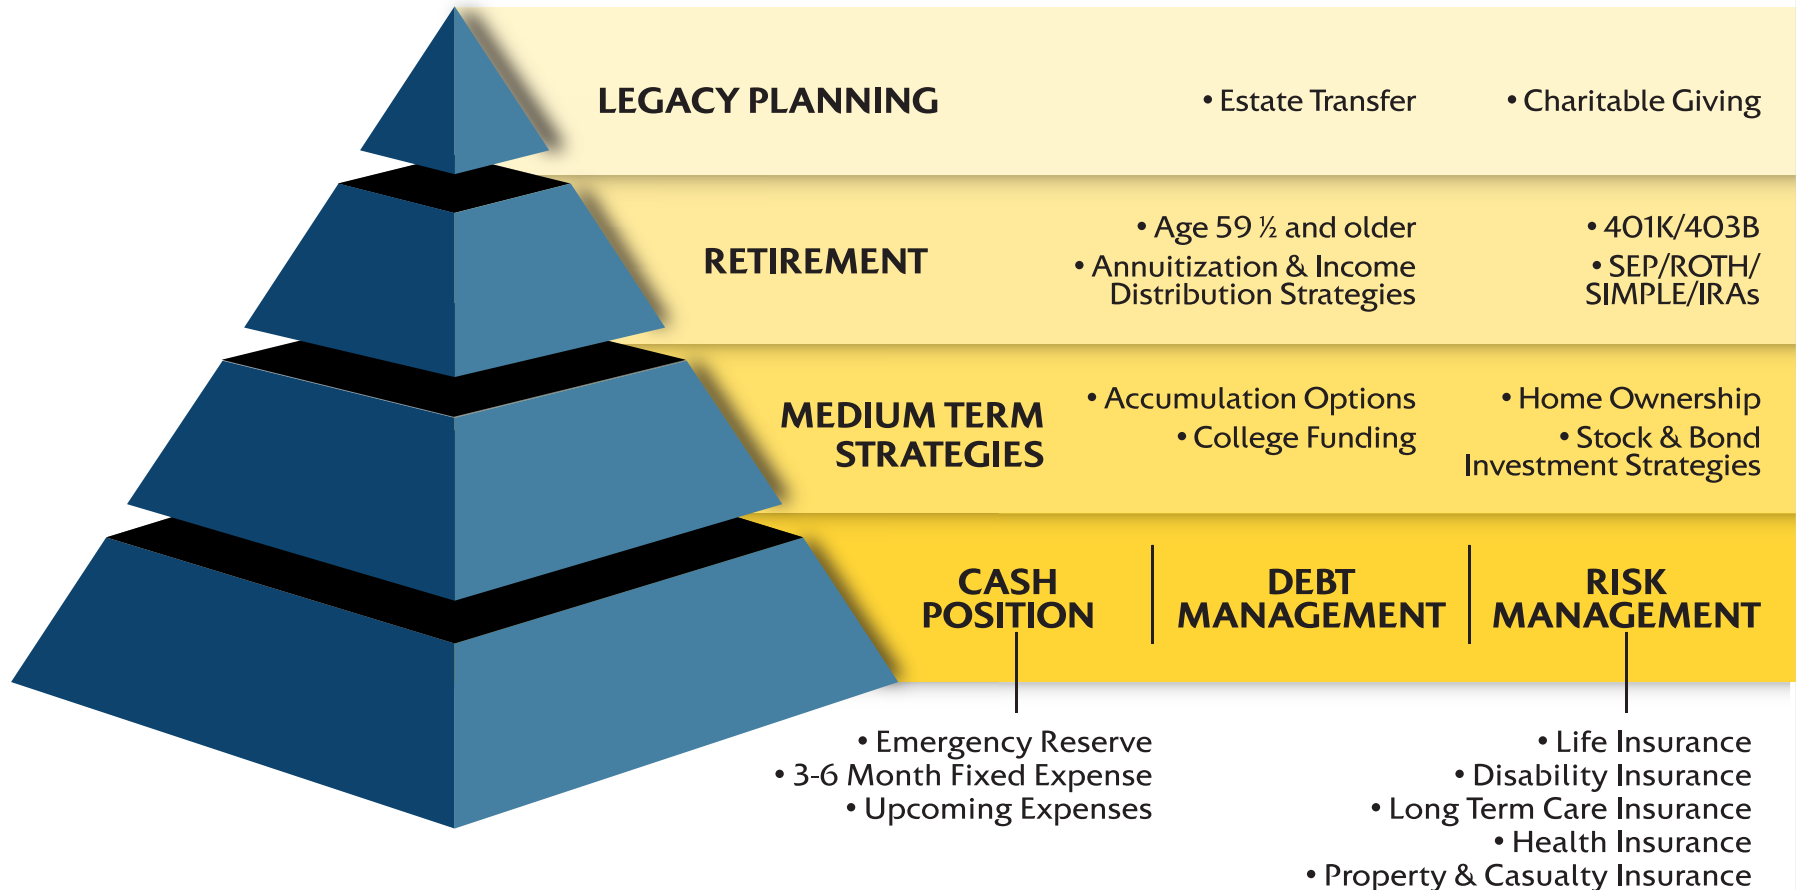 LEGACY PLANNING
• Estate Transfer
• Charitable Giving
RETIREMENT
• Age 59 ½ and older
• Annuitization & Income
Distribution Strategies
• 401K/403B
• SEP/ROTH/
SIMPLE/IRAs
MEDIUM TERM
STRATEGIES
• Accumulation Options
• College Funding
• Home Ownership
• Stock & Bond
Investment Strategies
CASH
POSITION
DEBT
MANAGEMENT
RISK
MANAGEMENT
• Emergency Reserve
• 3-6 Month Fixed Expense
• Upcoming Expenses
• Life Insurance
• Disability Insurance
• Long Term Care Insurance
• Health Insurance
• Property & Casualty Insurance